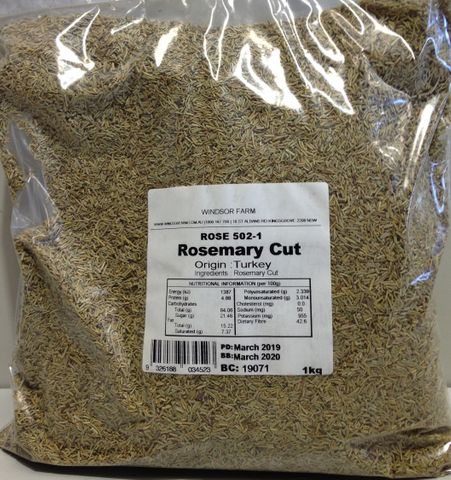 WINDSOR FARM
ROSE 502-1
Rosemary Cut
Origin :Turkey
Ingredients : Rosemary Cut
NUTRITIONAL INFORMATION (per 100g)
Energy (kJ) 1387
Protein (g) 4.88
Carbohydrates
Total (g) 64.06
Sugar (g) 21.46
Fat
Total (g) 15.22
Saturated (g) 7.37
Polyunsaturated (g) 2.339
Monounsaturated (g) 3.014
Cholesterol (mg) 0.0
Sodium (mg) 50
Potassium (mg) 955
Dietary Fibre 42.6
PD:March 2019
BB:March 2020
BC: 19071
1kg
9 326188 034523